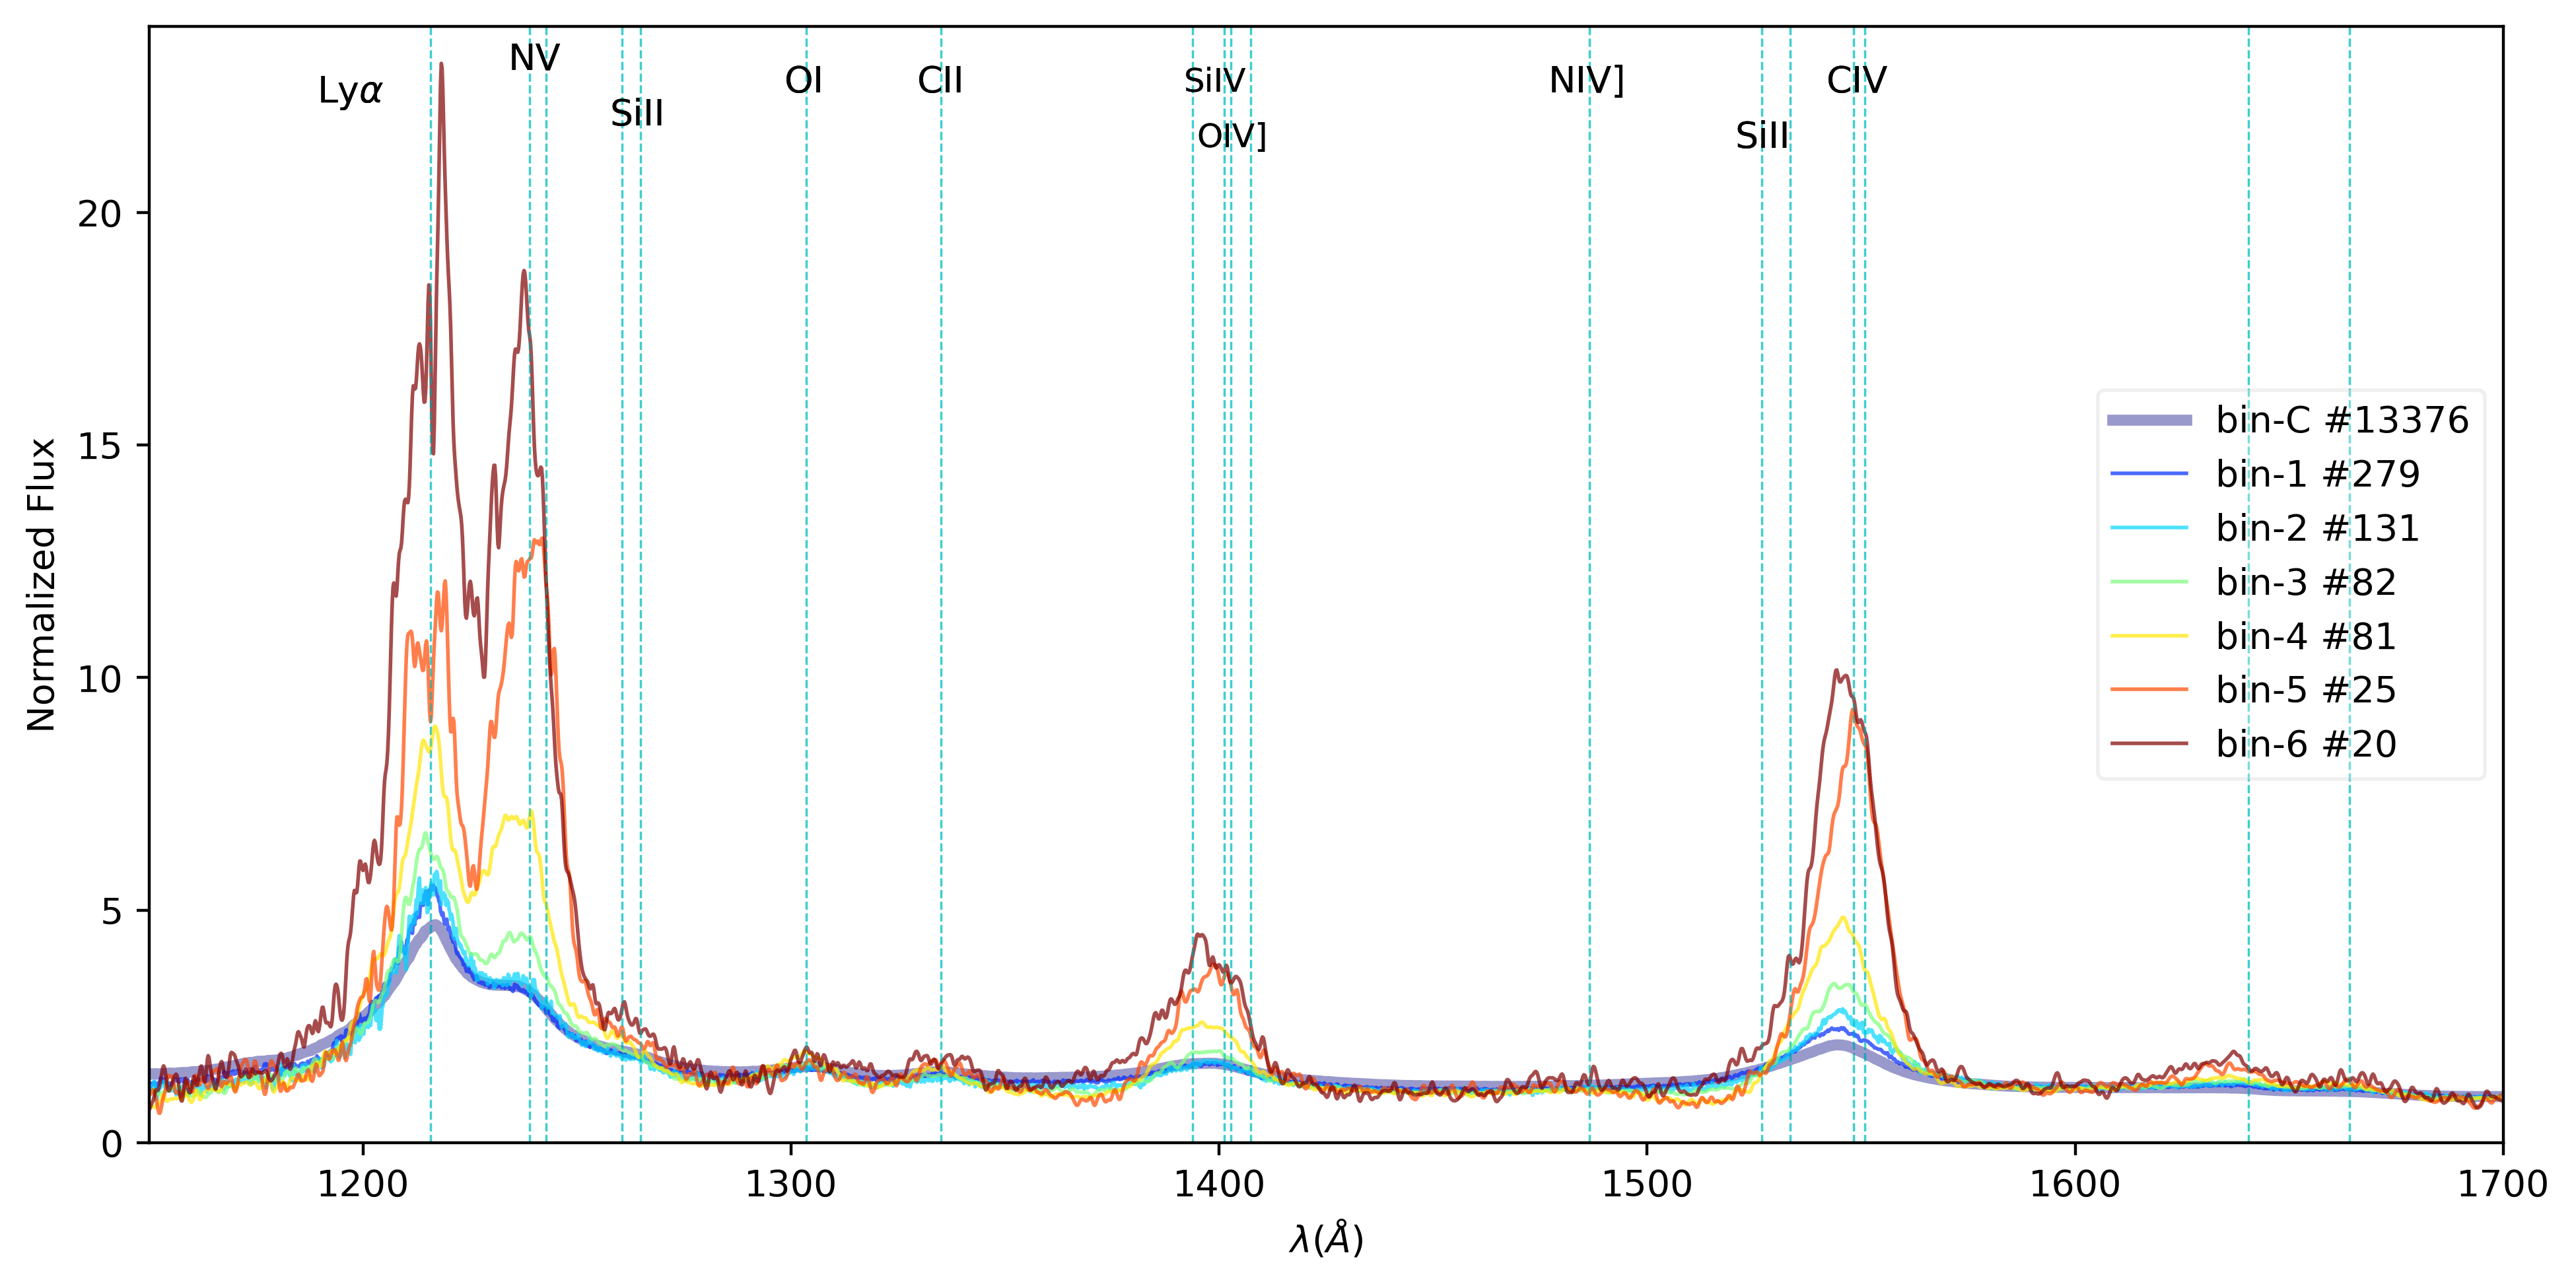 NV
Lyα
SiII
OI
CII
SiIV
OIV]
NIV]
SiII
CIV
20
15
10
5
0
Normalized Flux
bin-C #13376
bin-1 #279
bin-2 #131
bin-3 #82
bin-4 #81
bin-5 #25
bin-6 #20
1200
1300
1400
1500
1600
1700
λ(Å)